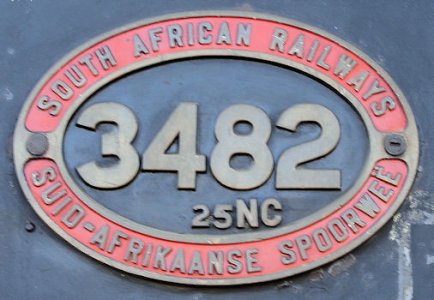 SOUTH AFRICAN RAILWAYS
3482
25NC
SUID-AFRIKAANSE SPOORWEË